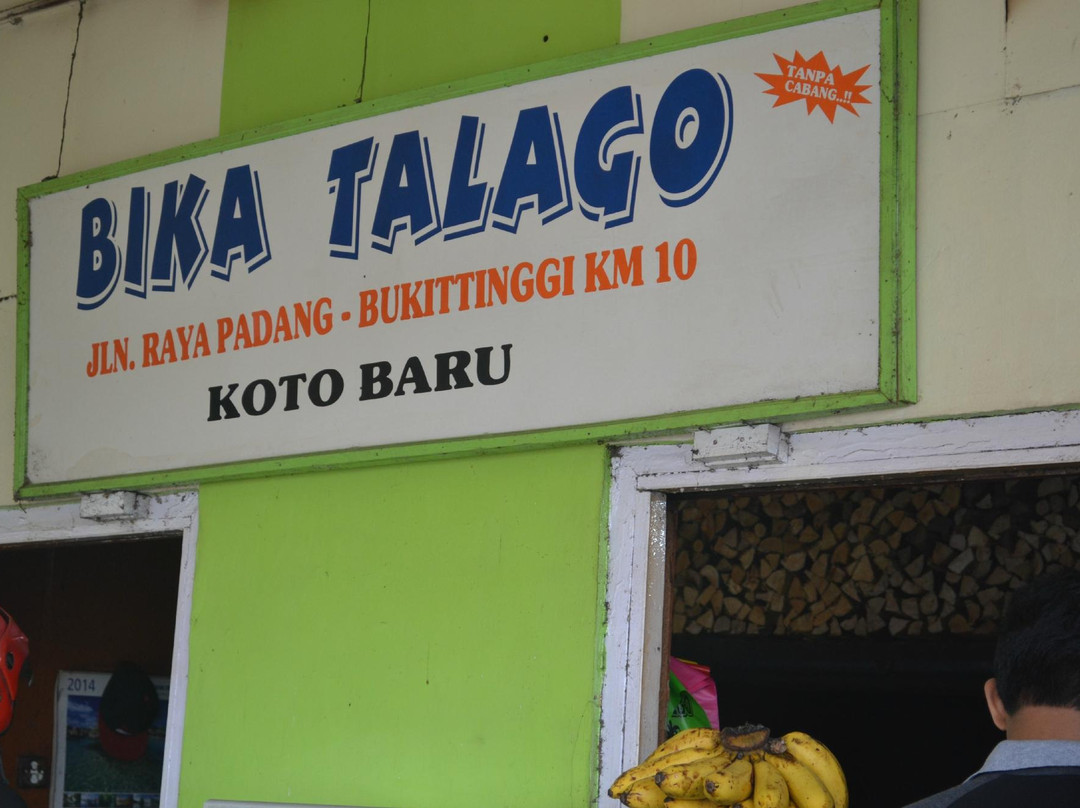 BIKA TALAGO
TANPA
CABANG..!!
JLN. RAYA PADANG - BUKITTINGGI KM 10
KOTO BARU
2014